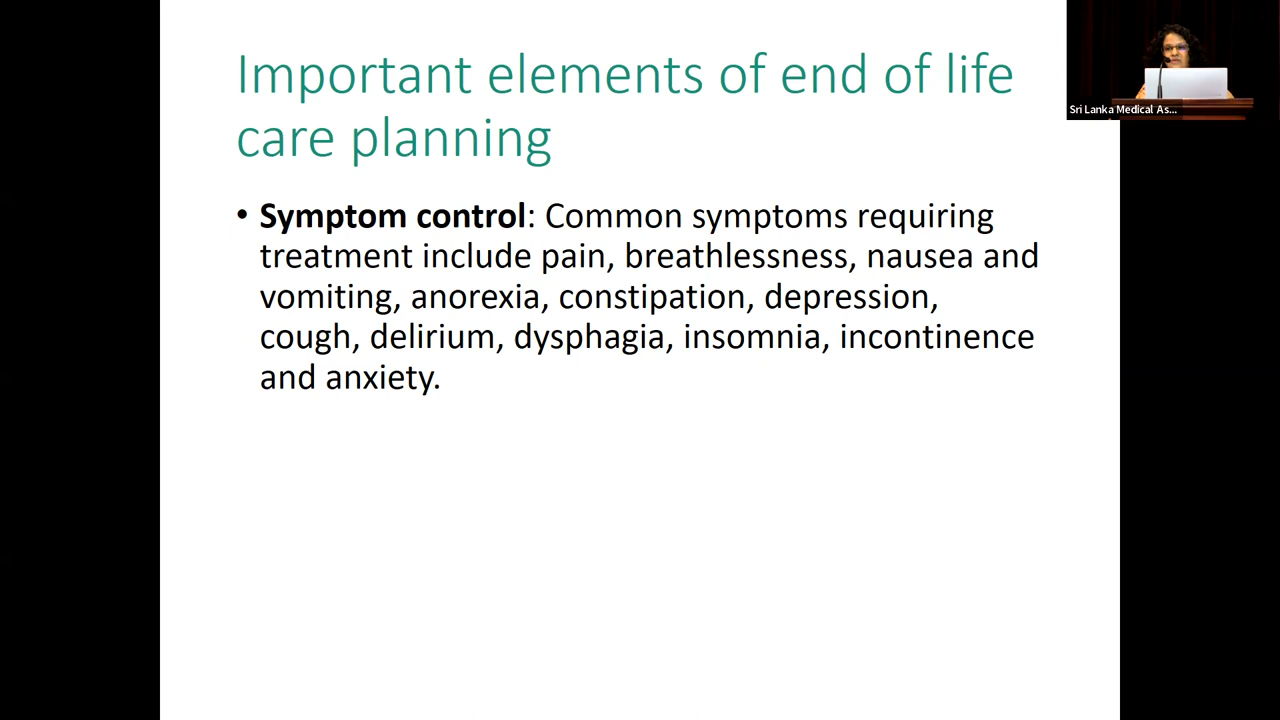 Important elements of end of life
care planning
• Symptom control: Common symptoms requiring
treatment include pain, breathlessness, nausea and
vomiting, anorexia, constipation, depression,
cough, delirium, dysphagia, insomnia, incontinence
and anxiety.
Sri Lanka Medical As...